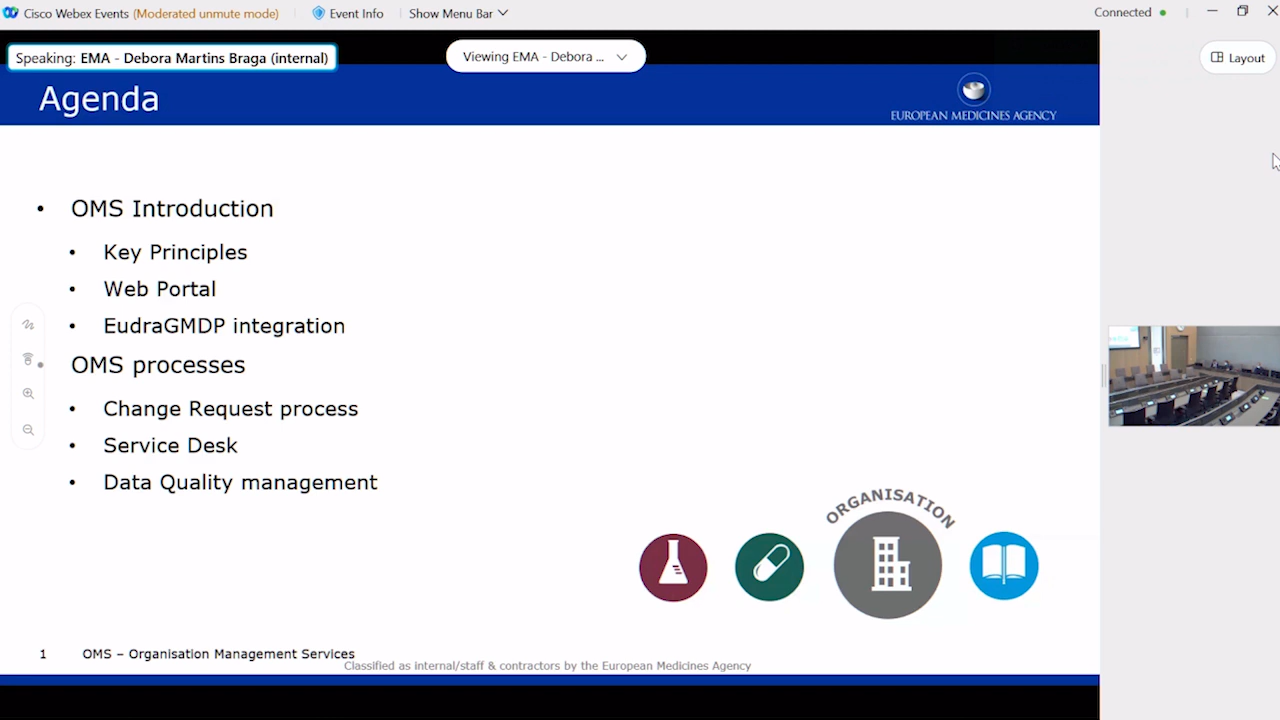 Cisco Webex Events (Moderated unmute mode)
Event Info
Show Menu Bar
Connected
Speaking: EMA - Debora Martins Braga (internal)
Viewing EMA - Debora ...
Layout
Agenda
EUROPEAN MEDICINES AGENCY
• OMS Introduction
• Key Principles
• Web Portal
• EudraGMDP integration
• OMS processes
• Change Request process
• Service Desk
• Data Quality management
ORGANISATION
1 OMS – Organisation Management Services
Classified as internal/staff & contractors by the European Medicines Agency